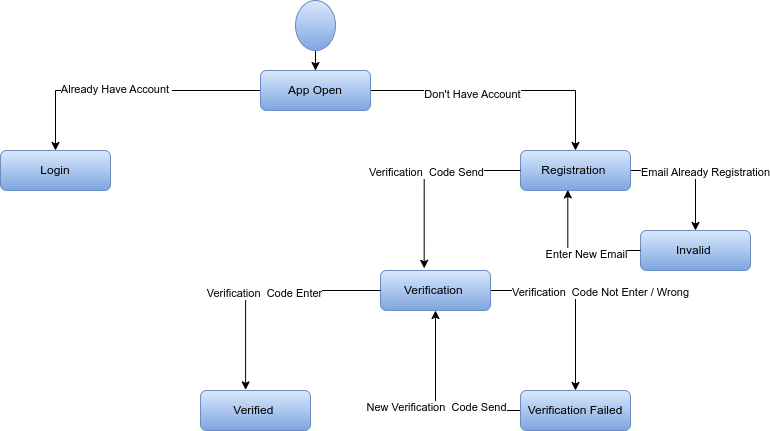 App Open
Already Have Account
Don't Have Account
Login
Registration
Verification Code Send
Email Already Registration
Enter New Email
Invalid
Verification
Verification Code Enter
Verification Code Not Enter / Wrong
New Verification Code Send
Verified
Verification Failed